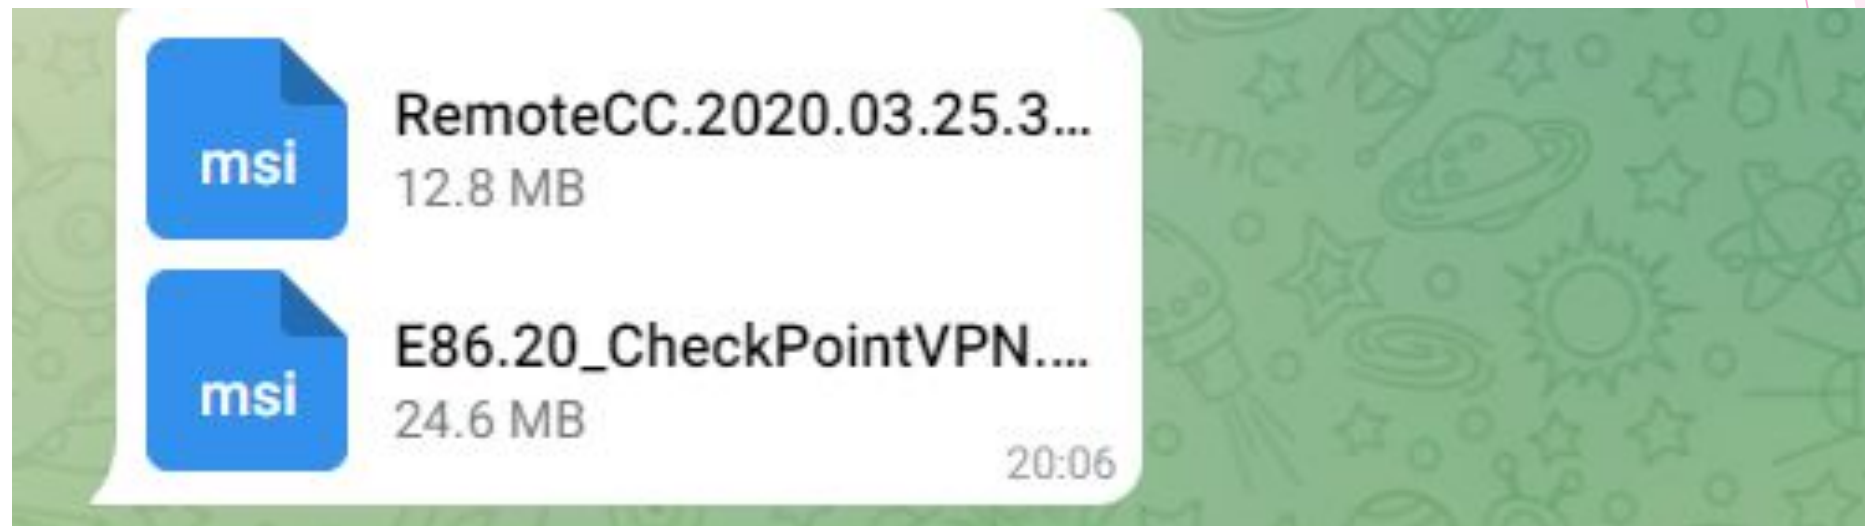 msi
RemoteCC.2020.03.25.3...
12.8 MB
msi
E86.20_CheckPointVPN....
24.6 MB
20:06